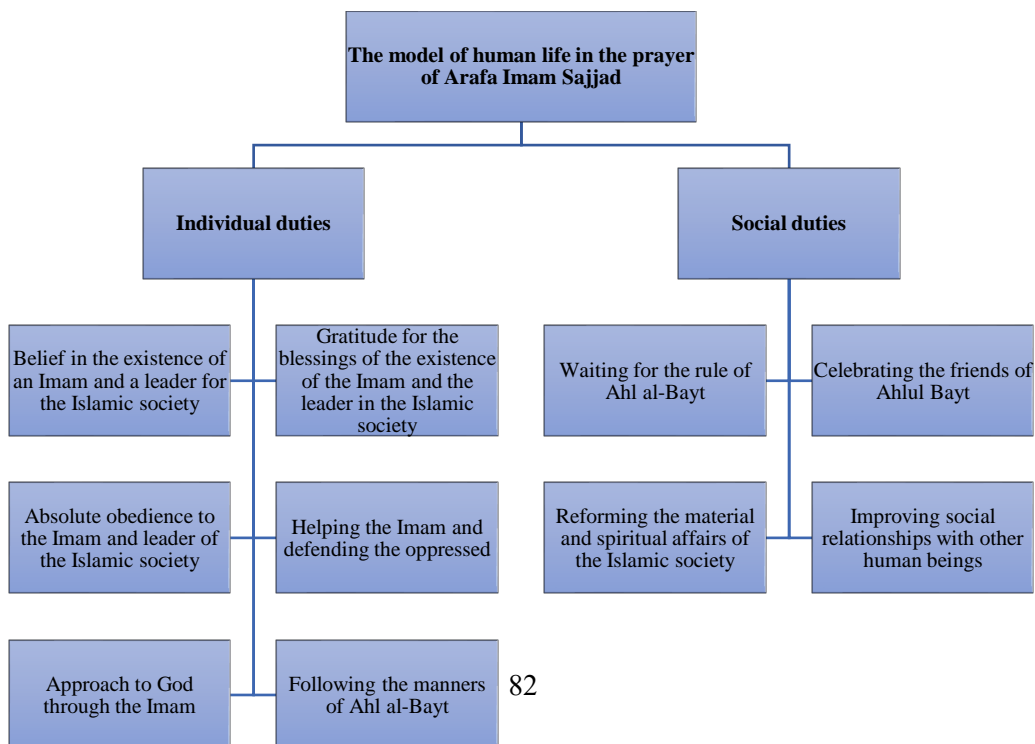 The model of human life in the prayer
of Arafa Imam Sajjad
Individual duties
Social duties
Belief in the existence of
an Imam and a leader for
the Islamic society
Gratitude for the
blessings of the existence
of the Imam and the
leader in the Islamic
society
Waiting for the rule of
Ahl al-Bayt
Celebrating the friends of
Ahlul Bayt
Absolute obedience to
the Imam and leader of
the Islamic society
Helping the Imam and
defending the oppressed
Reforming the material
and spiritual affairs of
the Islamic society
Improving social
relationships with other
human beings
Approach to God
through the Imam
Following the manners
of Ahl al-Bayt
82